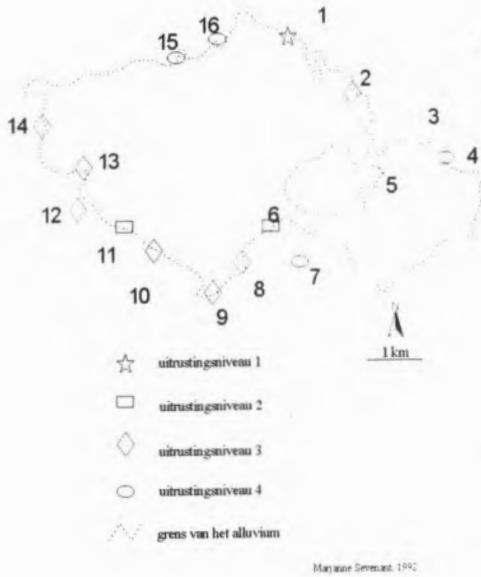 1
16
15
2
3
14
4
13
5
12
6
11
7
8
10
9
N
1 km
uitrustingsniveau 1
uitrustingsniveau 2
uitrustingsniveau 3
uitrustingsniveau 4
grens van het alluvium
Marjanne Sevenant, 1992